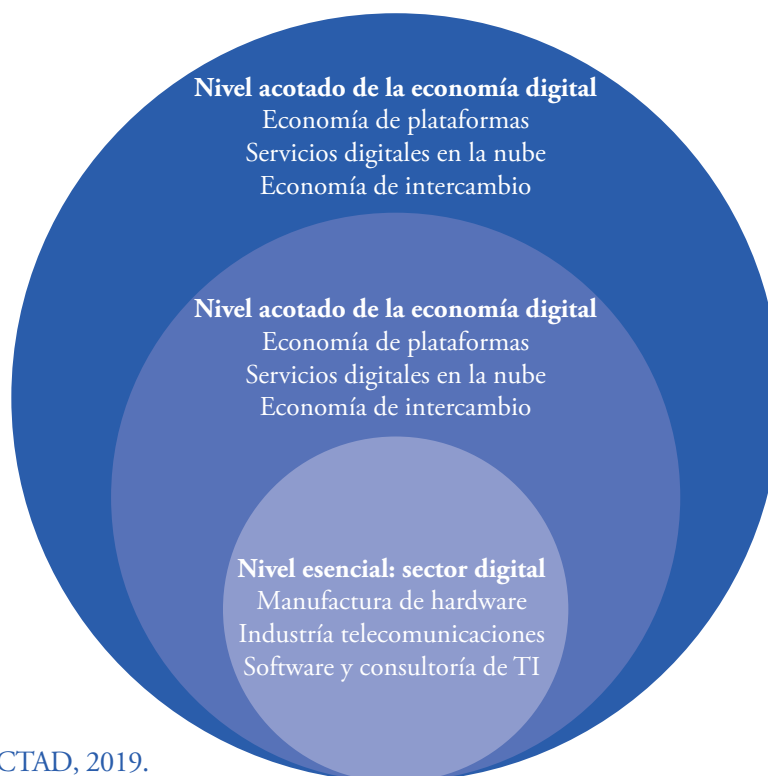 Nivel acotado de la economía digital
Economía de plataformas
Servicios digitales en la nube
Economía de intercambio
Nivel acotado de la economía digital
Economía de plataformas
Servicios digitales en la nube
Economía de intercambio
Nivel esencial: sector digital
Manufactura de hardware
Industría telecomunicaciones
Software y consultoría de TI
CTAD, 2019.